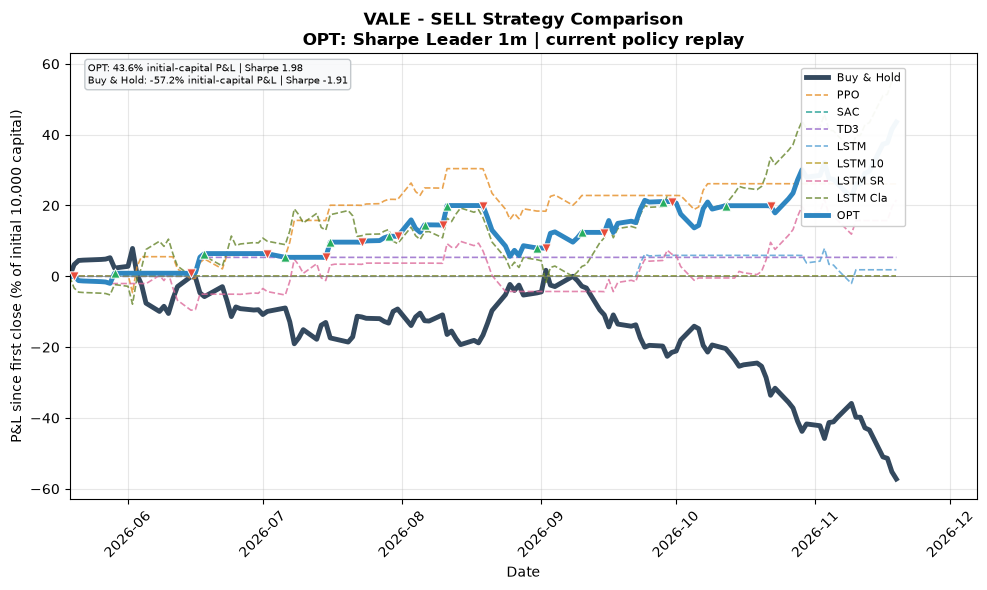 VALE - SELL Strategy Comparison
OPT: Sharpe Leader 1m | current policy replay
OPT: 43.6% initial-capital P&L | Sharpe 1.98
Buy & Hold: -57.2% initial-capital P&L | Sharpe -1.91
Buy & Hold
PPO
SAC
TD3
LSTM
LSTM 10
LSTM SR
LSTM Cla
OPT
P&L since first close (% of initial 10,000 capital)
60
40
20
0
−20
−40
−60
2026-06
2026-07
2026-08
2026-09
2026-10
2026-11
2026-12
Date